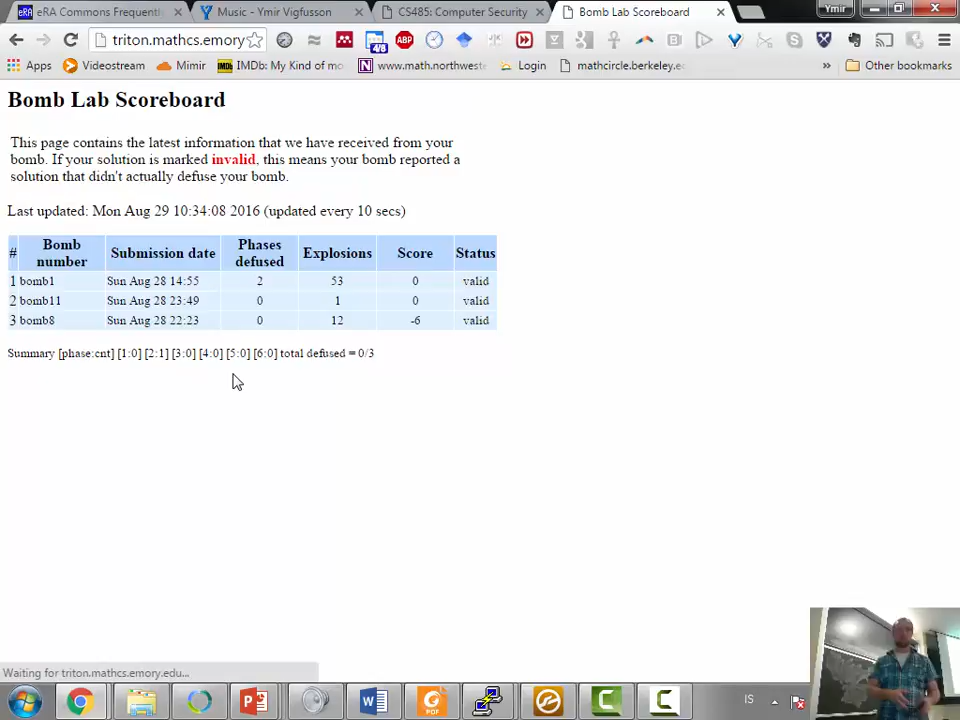 eRA eRA Commons Frequentl
Y Music - Ymir Vigfusson
CS485: Computer Security
Bomb Lab Scoreboard
Ymir
triton.mathcs.emory
4/8
ABP
Apps
Videostream
Mimir
IMDb IMDb: My Kind of mo
N www.math.northweste
Login
mathcircle.berkeley.ec
»
Other bookmarks
Bomb Lab Scoreboard
This page contains the latest information that we have received from your
bomb. If your solution is marked invalid, this means your bomb reported a
solution that didn't actually defuse your bomb.
Last updated: Mon Aug 29 10:34:08 2016 (updated every 10 secs)
# Bomb number Submission date Phases defused Explosions Score Status
1 bomb1 Sun Aug 28 14:55 2 53 0 valid
2 bomb11 Sun Aug 28 23:49 0 1 0 valid
3 bomb8 Sun Aug 28 22:23 0 12 -6 valid
Summary [phase:cnt] [1:0] [2:1] [3:0] [4:0] [5:0] [6:0] total defused = 0/3
Waiting for triton.mathcs.emory.edu...
PDF
IS